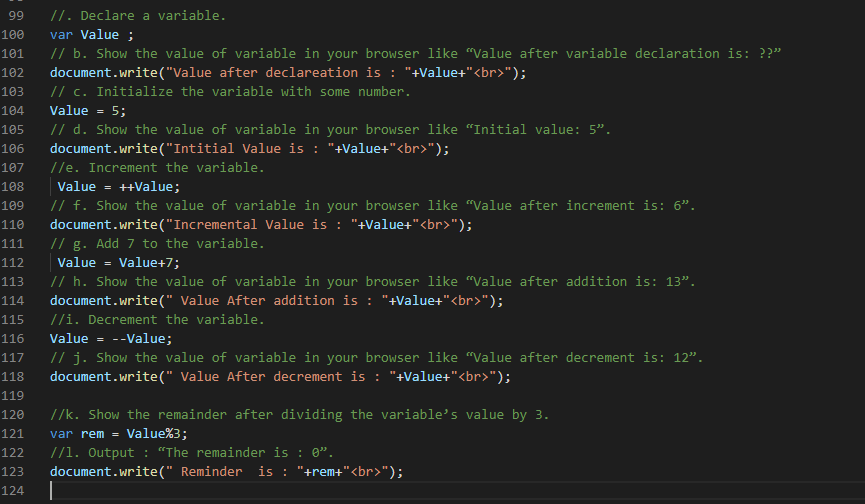 99 //. Declare a variable.
100 var Value ;
101 // b. Show the value of variable in your browser like “Value after variable declaration is: ??”
102 document.write("Value after declareation is : "+Value+"<br>");
103 // c. Initialize the variable with some number.
104 Value = 5;
105 // d. Show the value of variable in your browser like “Initial value: 5”.
106 document.write("Intitial Value is : "+Value+"<br>");
107 //e. Increment the variable.
108 Value = ++Value;
109 // f. Show the value of variable in your browser like “Value after increment is: 6”.
110 document.write("Incremental Value is : "+Value+"<br>");
111 // g. Add 7 to the variable.
112 Value = Value+7;
113 // h. Show the value of variable in your browser like “Value after addition is: 13”.
114 document.write(" Value After addition is : "+Value+"<br>");
115 //i. Decrement the variable.
116 Value = --Value;
117 // j. Show the value of variable in your browser like “Value after decrement is: 12”.
118 document.write(" Value After decrement is : "+Value+"<br>");
119
120 //k. Show the remainder after dividing the variable’s value by 3.
121 var rem = Value%3;
122 //l. Output : “The remainder is : 0”.
123 document.write(" Reminder  is : "+rem+"<br>");
124